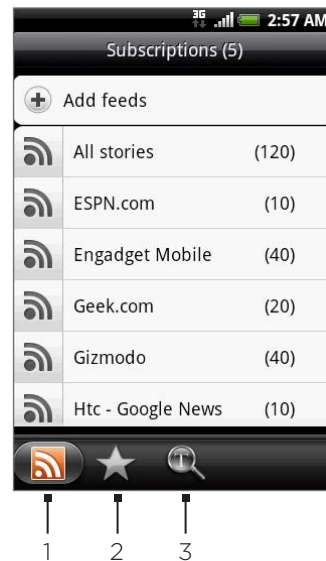 3G 2:57 AM
Subscriptions (5)
Add feeds
All stories (120)
ESPN.com (10)
Engadget Mobile (40)
Geek.com (20)
Gizmodo (40)
Htc - Google News (10)
T
1 2 3